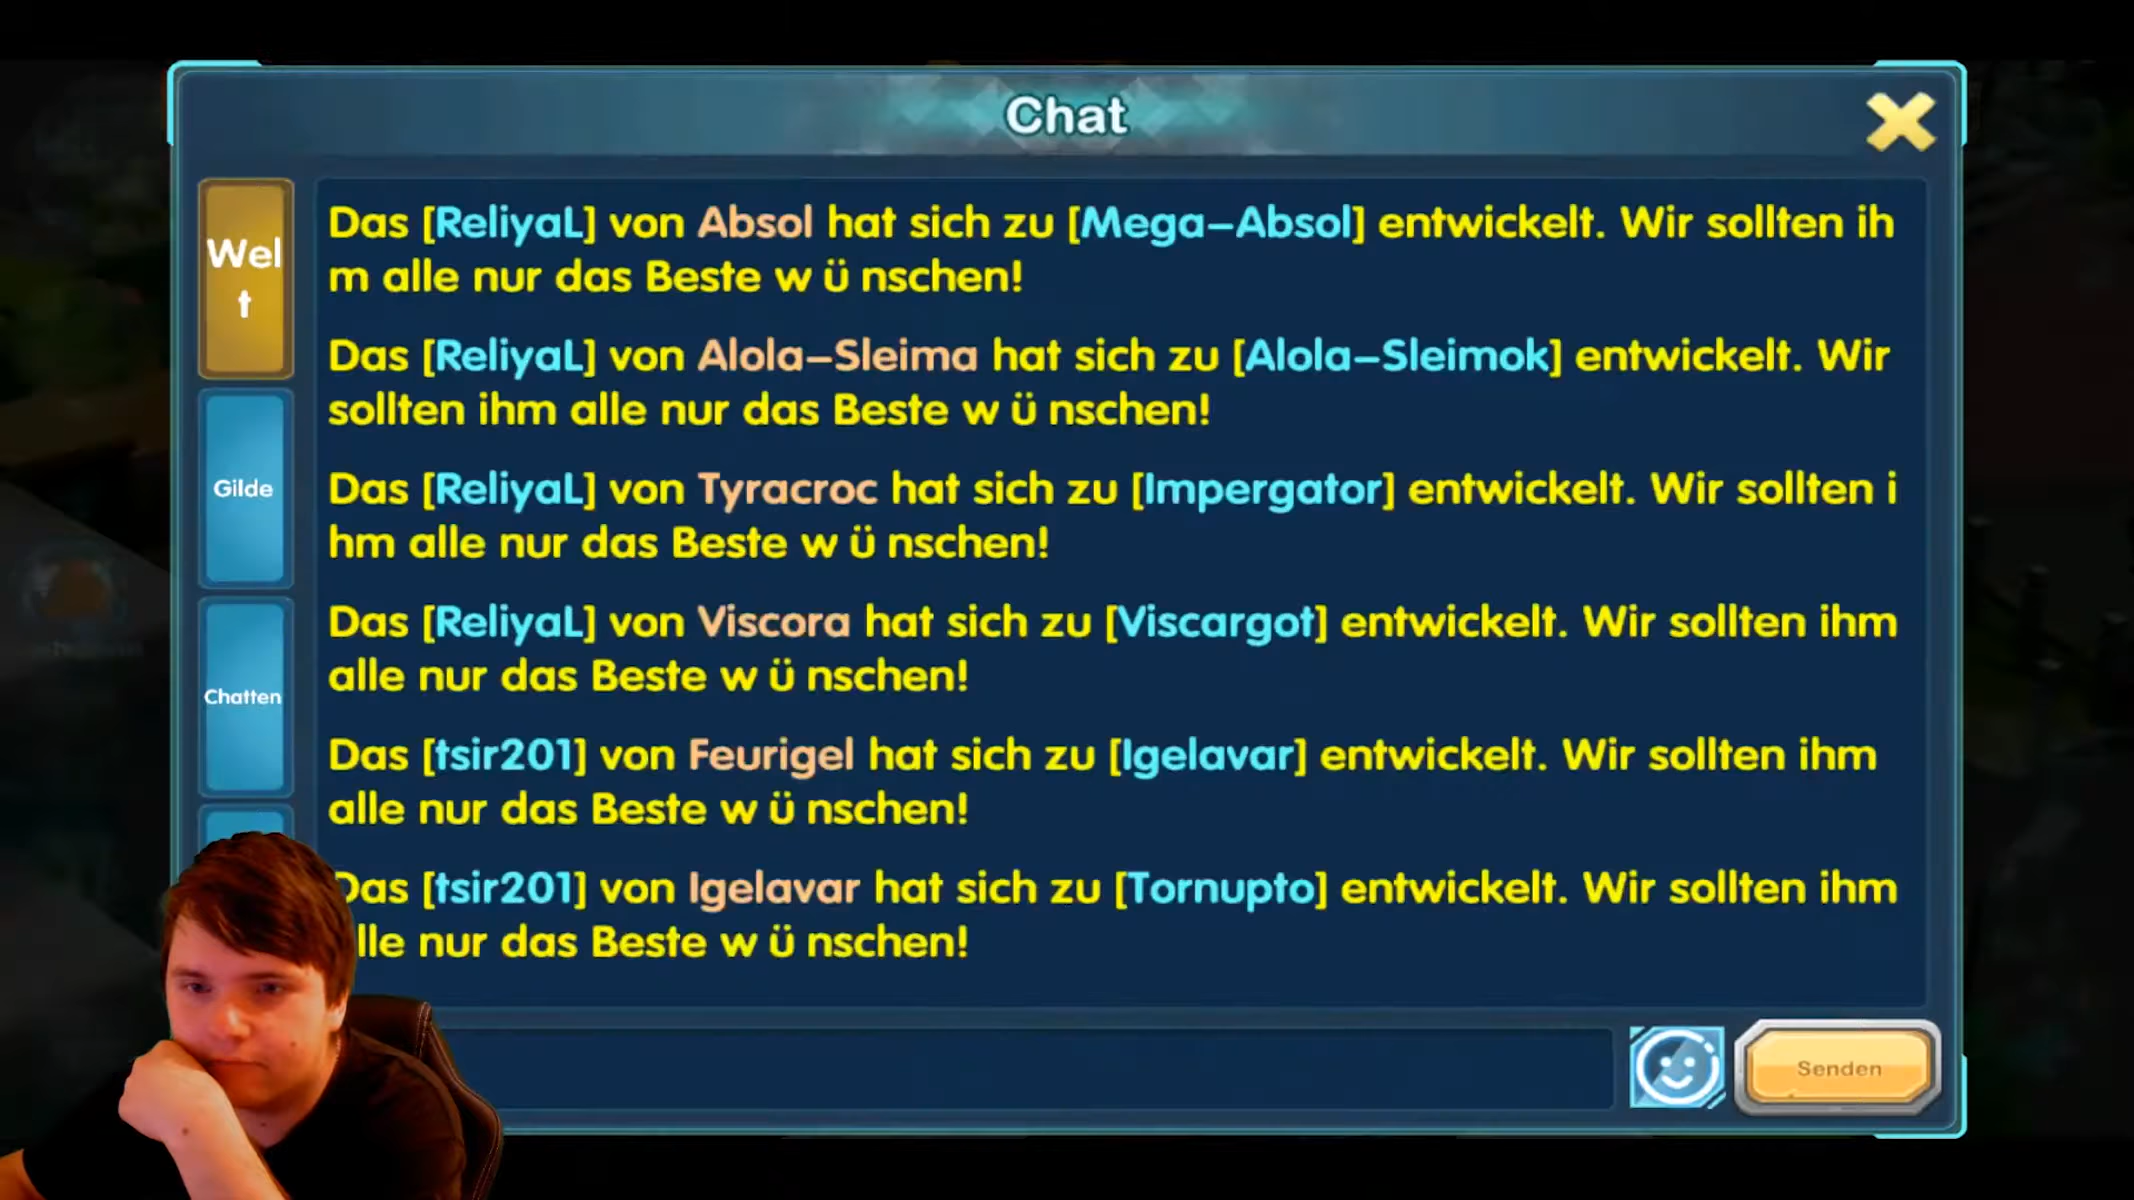 Chat
Wel
t
Gilde
Chatten
Das [ReliyaL] von Absol hat sich zu [Mega–Absol] entwickelt. Wir sollten ih
m alle nur das Beste w ü nschen!
Das [ReliyaL] von Alola–Sleima hat sich zu [Alola–Sleimok] entwickelt. Wir
sollten ihm alle nur das Beste w ü nschen!
Das [ReliyaL] von Tyracroc hat sich zu [Impergator] entwickelt. Wir sollten i
hm alle nur das Beste w ü nschen!
Das [ReliyaL] von Viscora hat sich zu [Viscargot] entwickelt. Wir sollten ihm
alle nur das Beste w ü nschen!
Das [tsir201] von Feurigel hat sich zu [Igelavar] entwickelt. Wir sollten ihm
alle nur das Beste w ü nschen!
Das [tsir201] von Igelavar hat sich zu [Tornupto] entwickelt. Wir sollten ihm
lle nur das Beste w ü nschen!
Senden